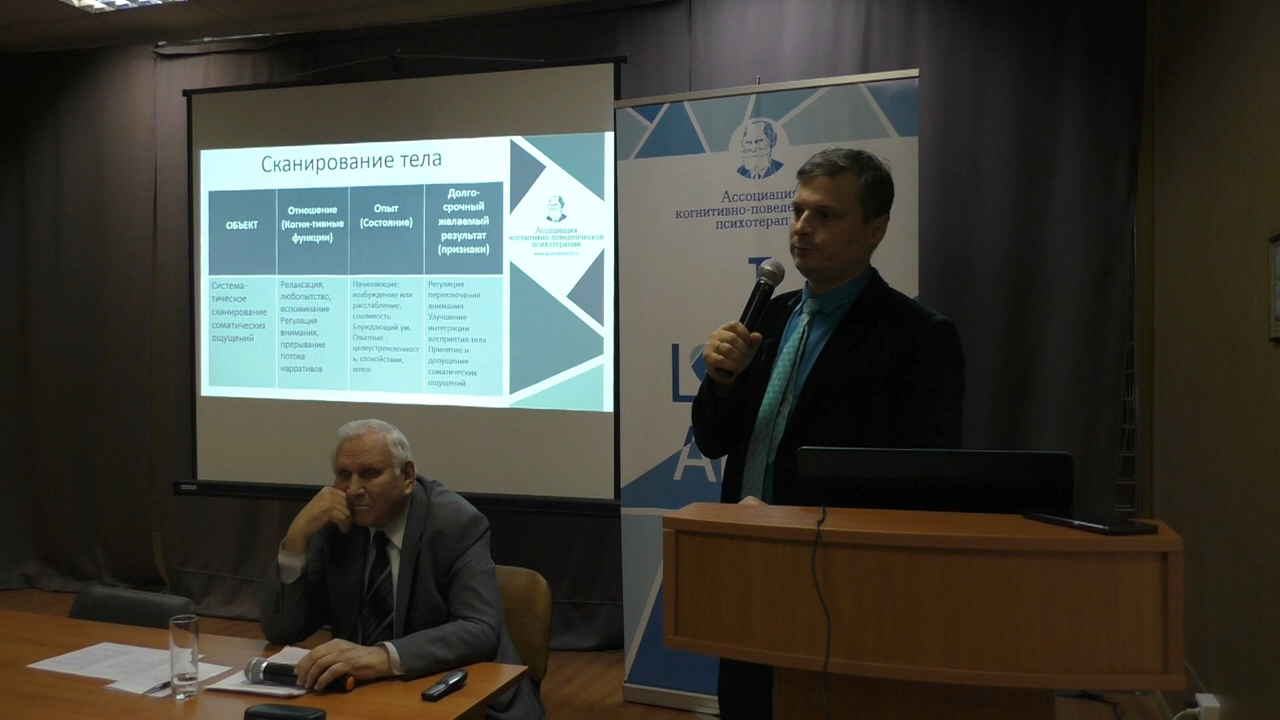 Сканирование тела
ОБЪЕКТ
Отношение
(Когни-тивные
функции)
Опыт
(Состояние)
Долго-
срочный
желаемый
результат
(признаки)
Система-
тическое
сканирование
соматических
ощущений
Релаксация,
любопытство,
вспоминание
Регуляция
внимания,
прерывание
потока
нарративов
Начинающие:
возбуждение или
расслабление,
сонливость.
Блуждающий ум.
Опытные :
целеустремленност
ь, спокойствие,
поток
Регуляция
переключения
внимания
Улучшение
интеграции
восприятия тела
Принятие и
допущение
соматических
ощущений
Ассоциация
когнитивно-поведенческой
психотерапии
Ассоциация
когнитивно-поведе
психотерап